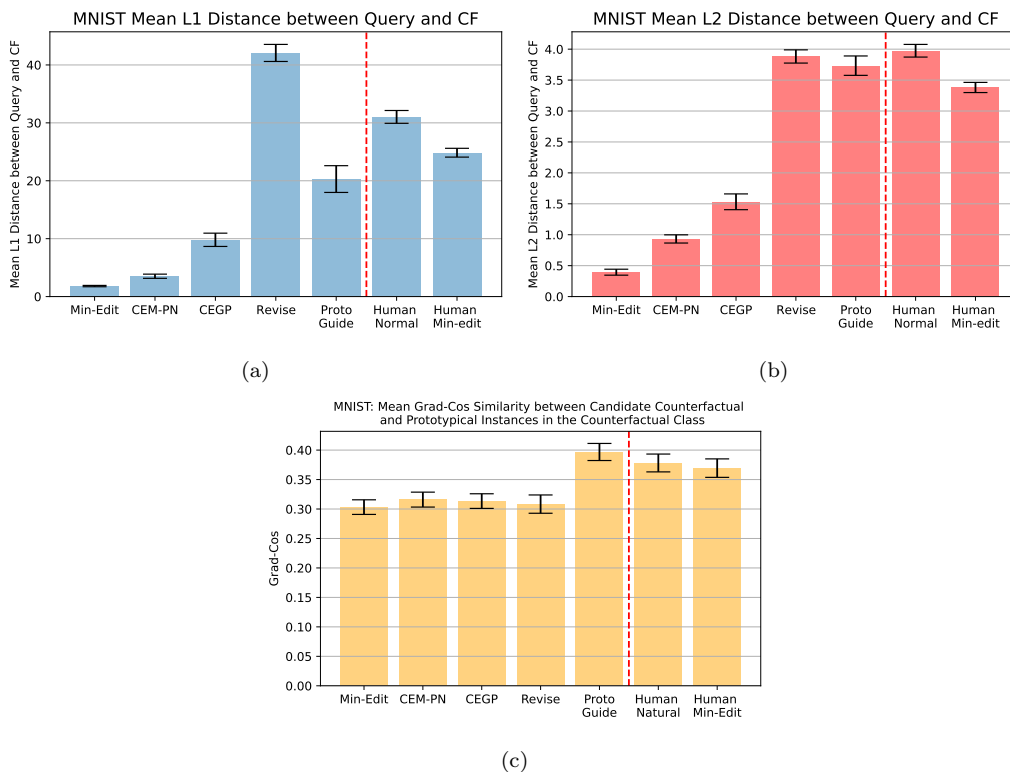 MNIST Mean L1 Distance between Query and CF
Mean L1 Distance between Query and CF
40
30
20
10
0
Min-Edit CEM-PN CEGP Revise Proto Guide Human Normal Human Min-edit
(a)
MNIST Mean L2 Distance between Query and CF
Mean L2 Distance between Query and CF
4.0
3.5
3.0
2.5
2.0
1.5
1.0
0.5
0.0
Min-Edit CEM-PN CEGP Revise Proto Guide Human Normal Human Min-edit
(b)
MNIST: Mean Grad-Cos Similarity between Candidate Counterfactual
and Prototypical Instances in the Counterfactual Class
Grad-Cos
0.40
0.35
0.30
0.25
0.20
0.15
0.10
0.05
0.00
Min-Edit CEM-PN CEGP Revise Proto Guide Human Natural Human Min-Edit
(c)